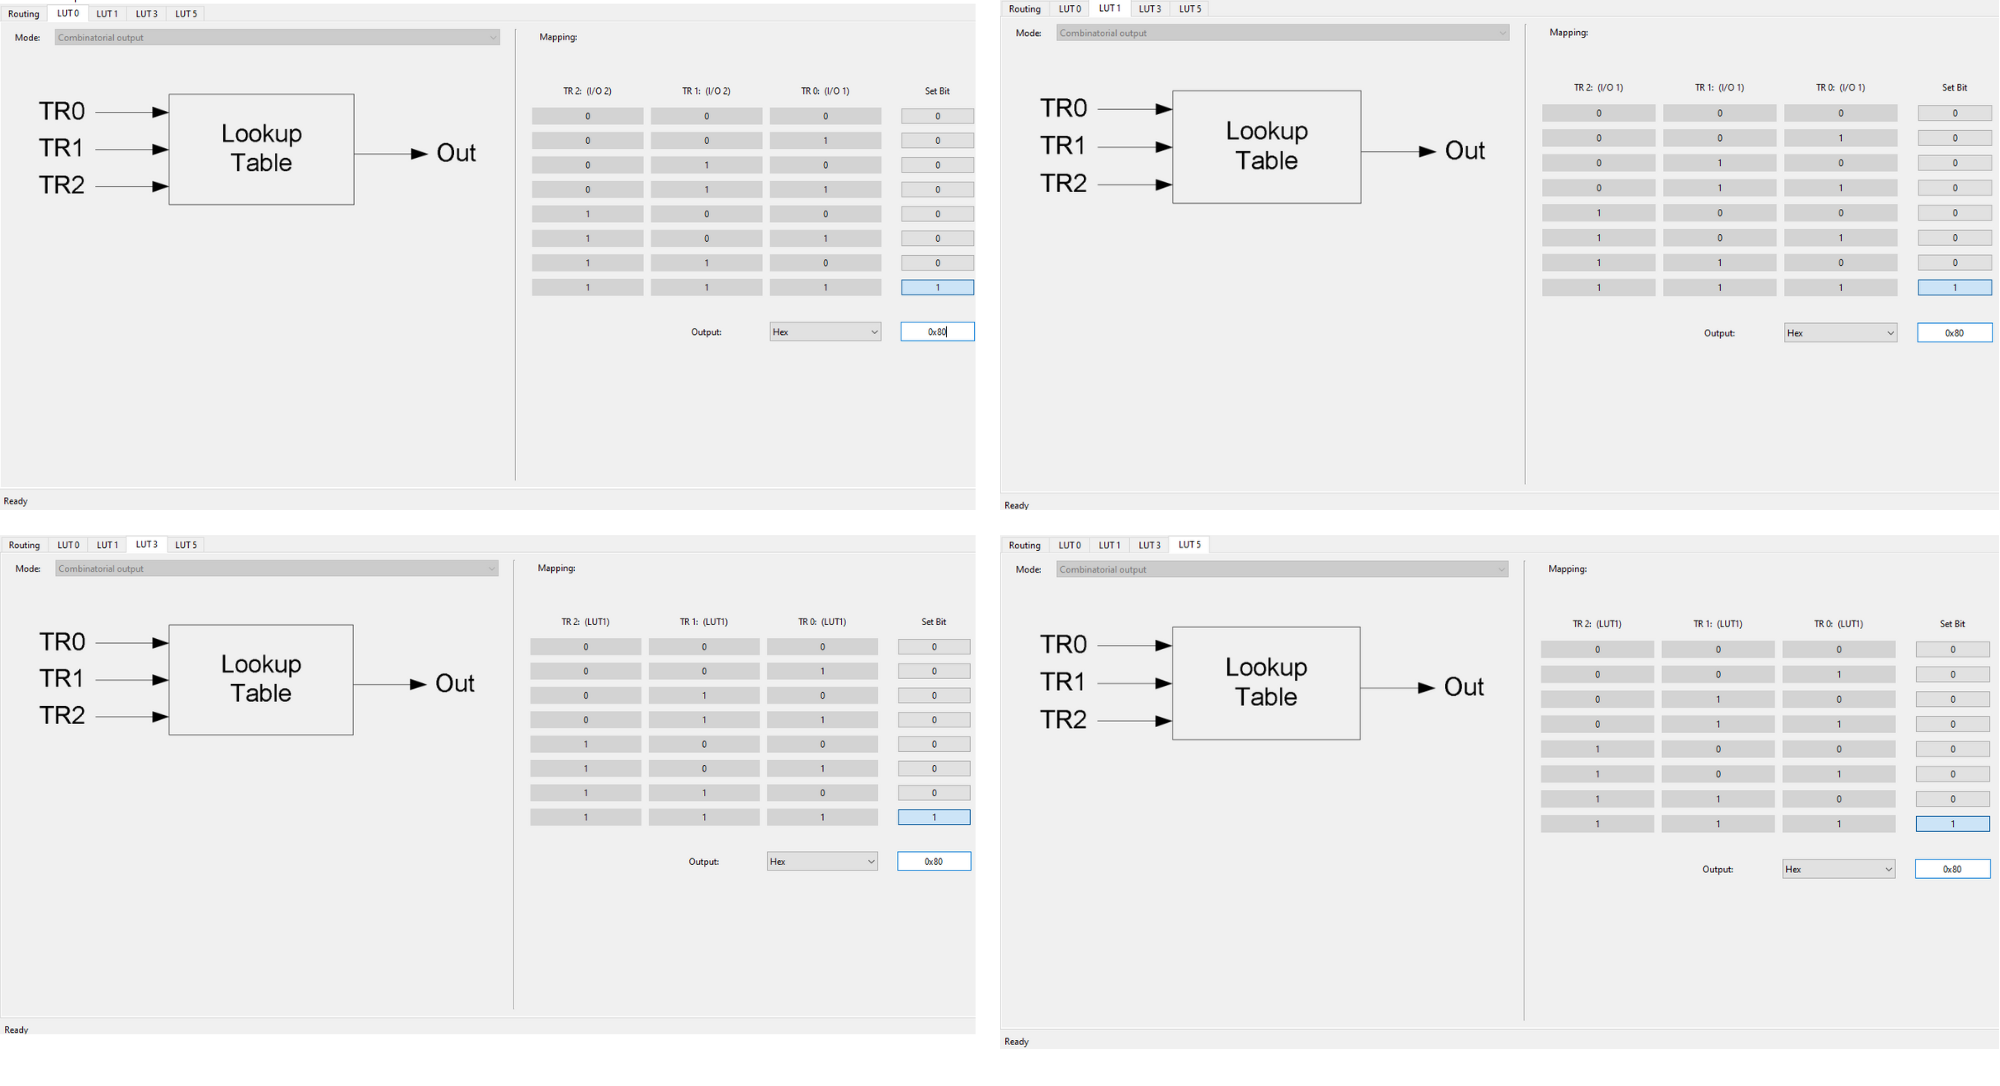 Routing LUT 0 LUT 1 LUT 3 LUT 5
Mode: Combinatorial output
Mapping:
TR0
TR1
TR2
Lookup
Table
Out
TR 2: (I/O 2) TR 1: (I/O 2) TR 0: (I/O 1) Set Bit
0 0 0 0
0 0 1 0
0 1 0 0
0 1 1 0
1 0 0 0
1 0 1 0
1 1 0 0
1 1 1 1
Output: Hex 0x80
Ready
Routing LUT 0 LUT 1 LUT 3 LUT 5
Mode: Combinatorial output
Mapping:
TR0
TR1
TR2
Lookup
Table
Out
TR 2: (I/O 1) TR 1: (I/O 1) TR 0: (I/O 1) Set Bit
0 0 0 0
0 0 1 0
0 1 0 0
0 1 1 0
1 0 0 0
1 0 1 0
1 1 0 0
1 1 1 1
Output: Hex 0x80
Ready
Routing LUT 0 LUT 1 LUT 3 LUT 5
Mode: Combinatorial output
Mapping:
TR0
TR1
TR2
Lookup
Table
Out
TR 2: (LUT1) TR 1: (LUT1) TR 0: (LUT1) Set Bit
0 0 0 0
0 0 1 0
0 1 0 0
0 1 1 0
1 0 0 0
1 0 1 0
1 1 0 0
1 1 1 1
Output: Hex 0x80
Ready
Routing LUT 0 LUT 1 LUT 3 LUT 5
Mode: Combinatorial output
Mapping:
TR0
TR1
TR2
Lookup
Table
Out
TR 2: (LUT1) TR 1: (LUT1) TR 0: (LUT1) Set Bit
0 0 0 0
0 0 1 0
0 1 0 0
0 1 1 0
1 0 0 0
1 0 1 0
1 1 0 0
1 1 1 1
Output: Hex 0x80
Ready